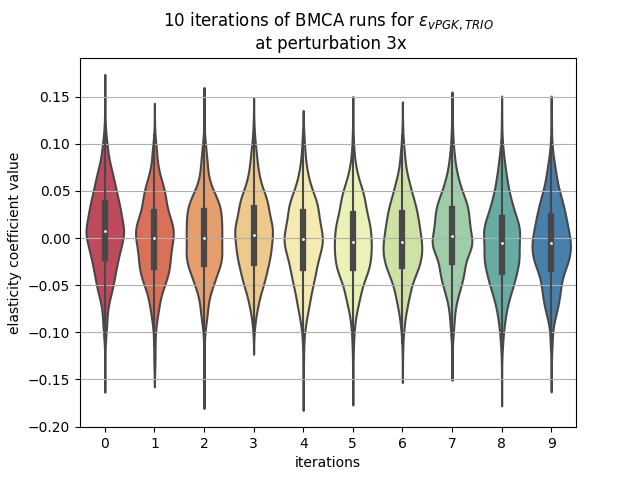 10 iterations of BMCA runs for ε_{vPGK,TRIO}
at perturbation 3x
elasticity coefficient value
0.15
0.10
0.05
0.00
−0.05
−0.10
−0.15
−0.20
0 1 2 3 4 5 6 7 8 9
iterations